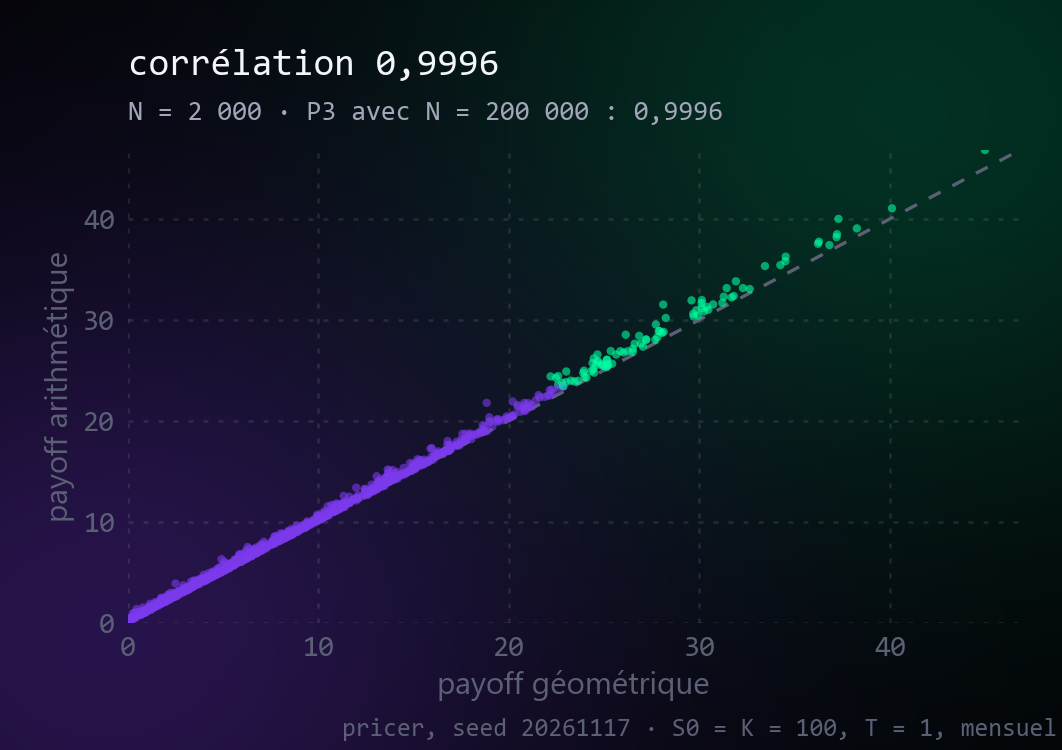 corrélation 0,9996
N = 2 000 · P3 avec N = 200 000 : 0,9996
payoff arithmétique
40
30
20
10
0
0 10 20 30 40
payoff géométrique
pricer, seed 20261117 · S0 = K = 100, T = 1, mensuel